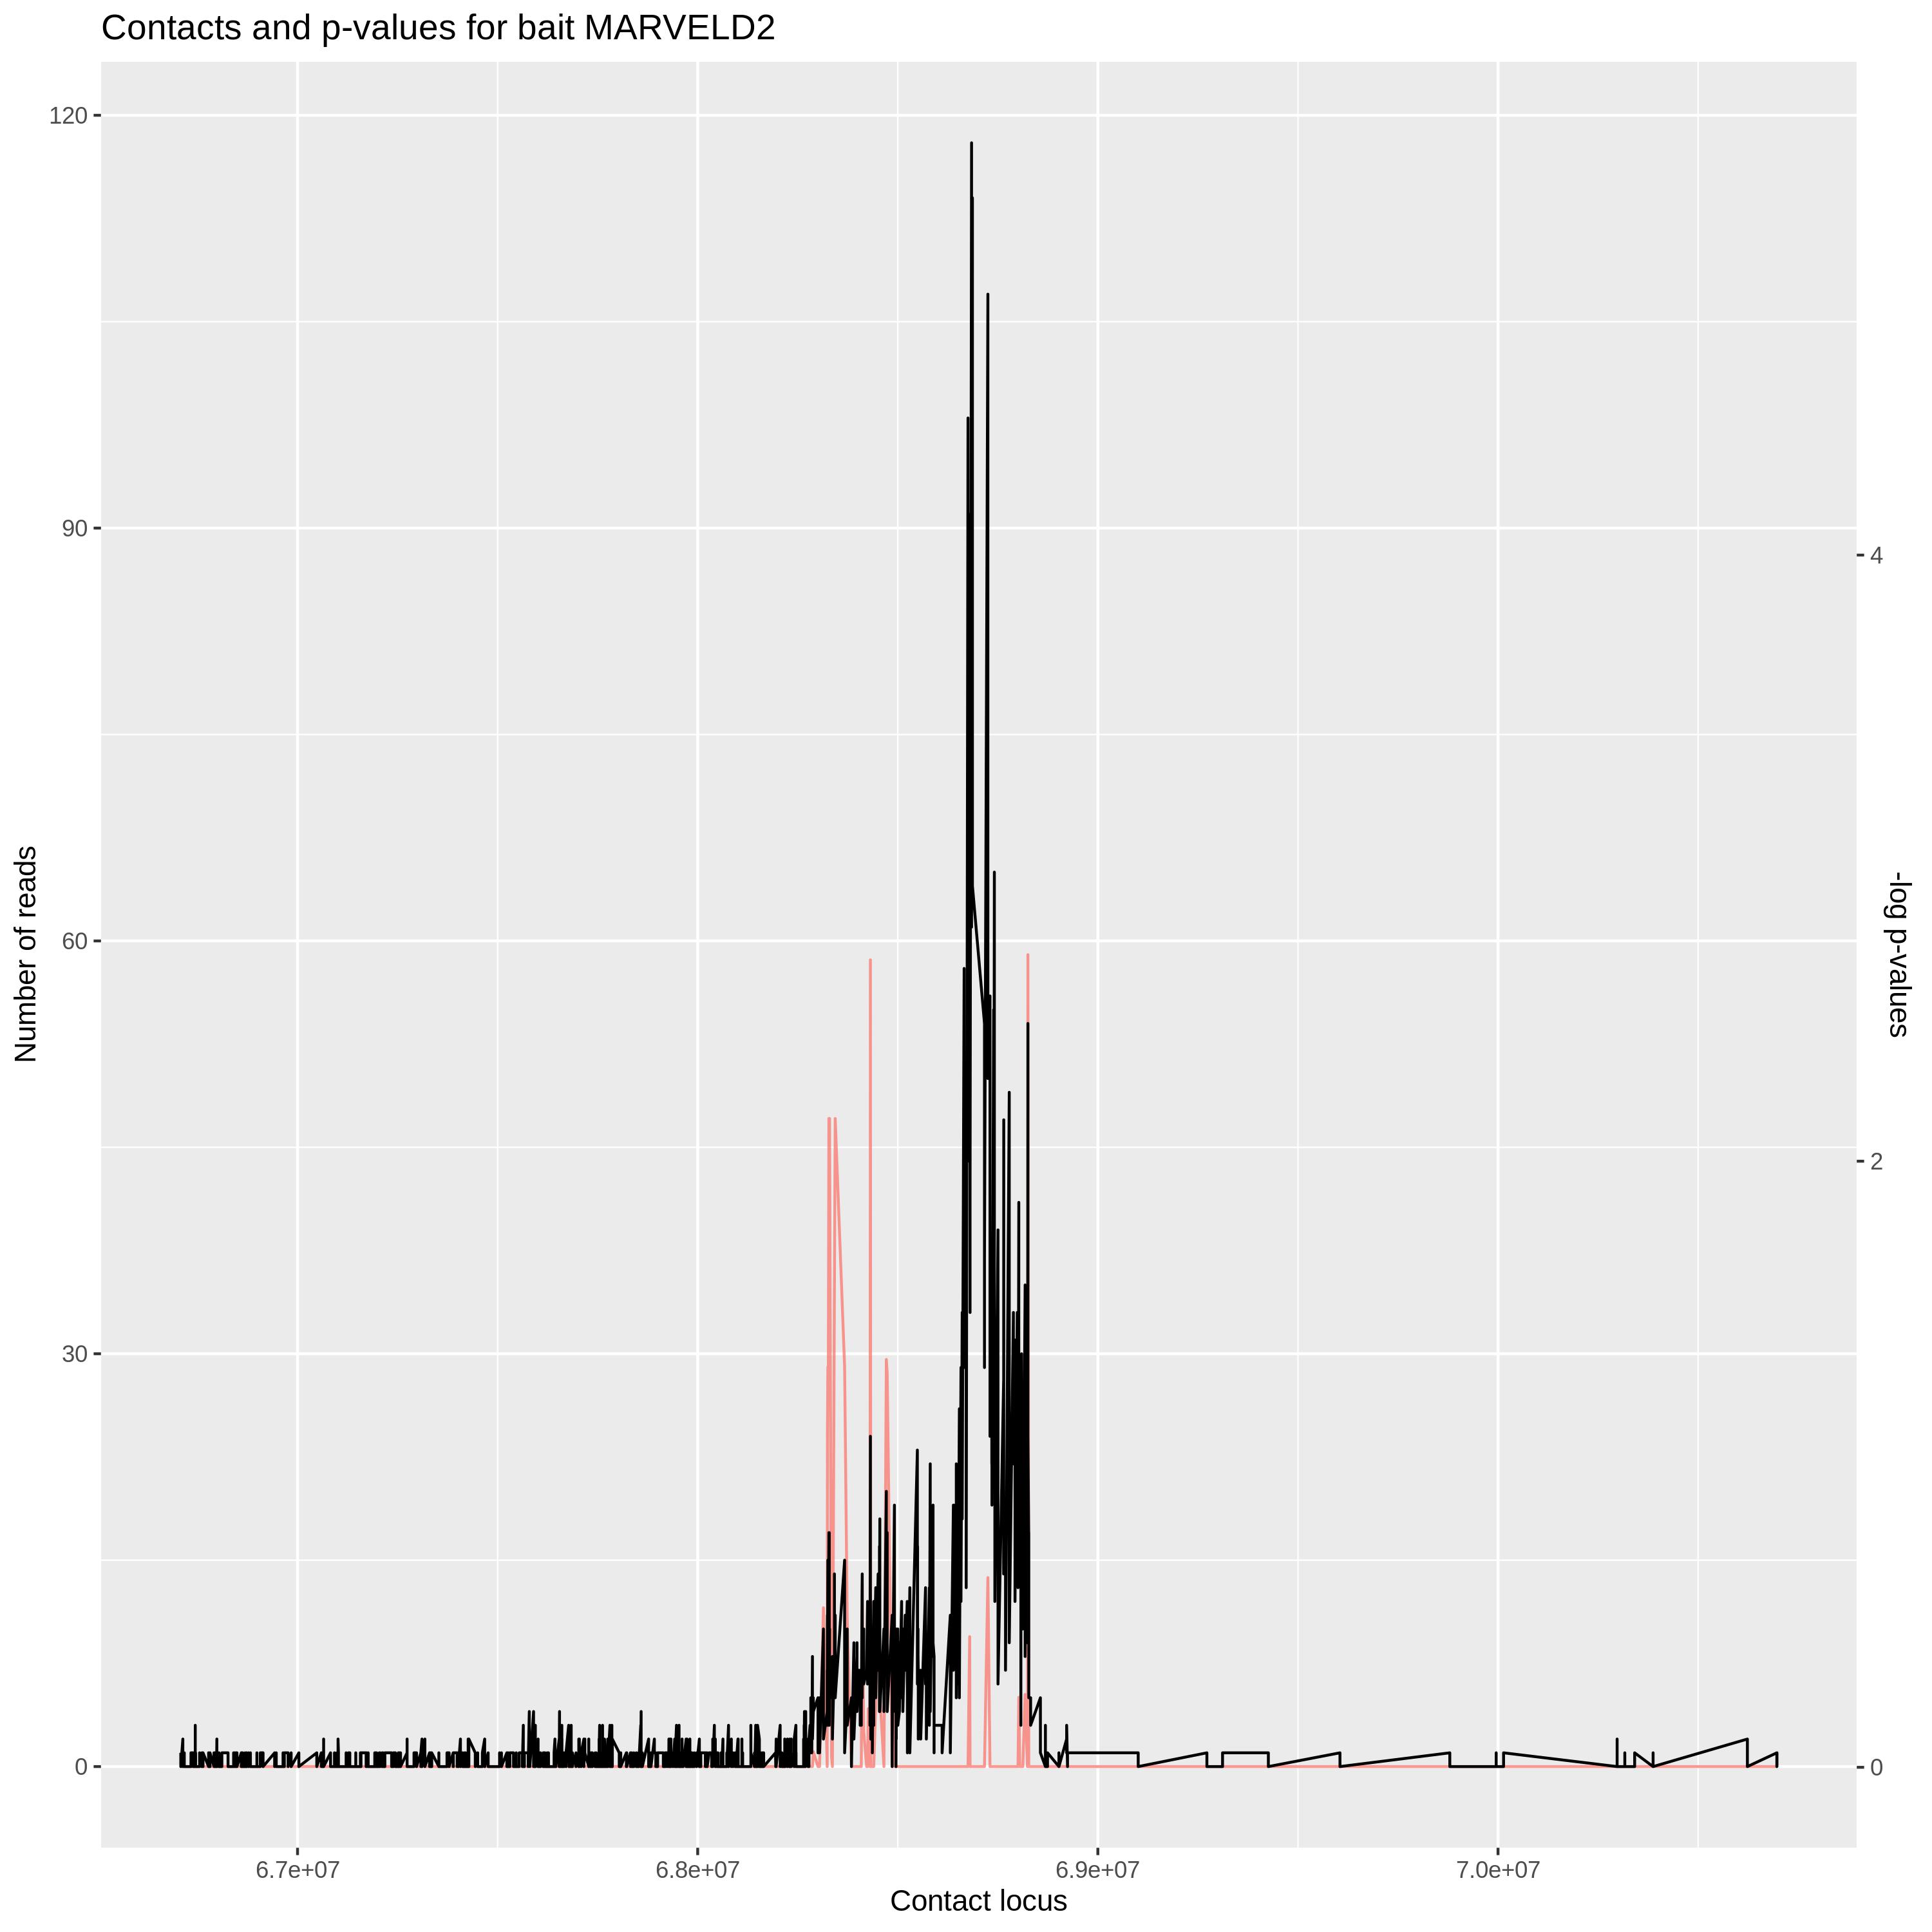 Contacts and p-values for bait MARVELD2
120
90
60
30
0
Number of reads
4
2
0
-log p-values
6.7e+07
6.8e+07
6.9e+07
7.0e+07
Contact locus